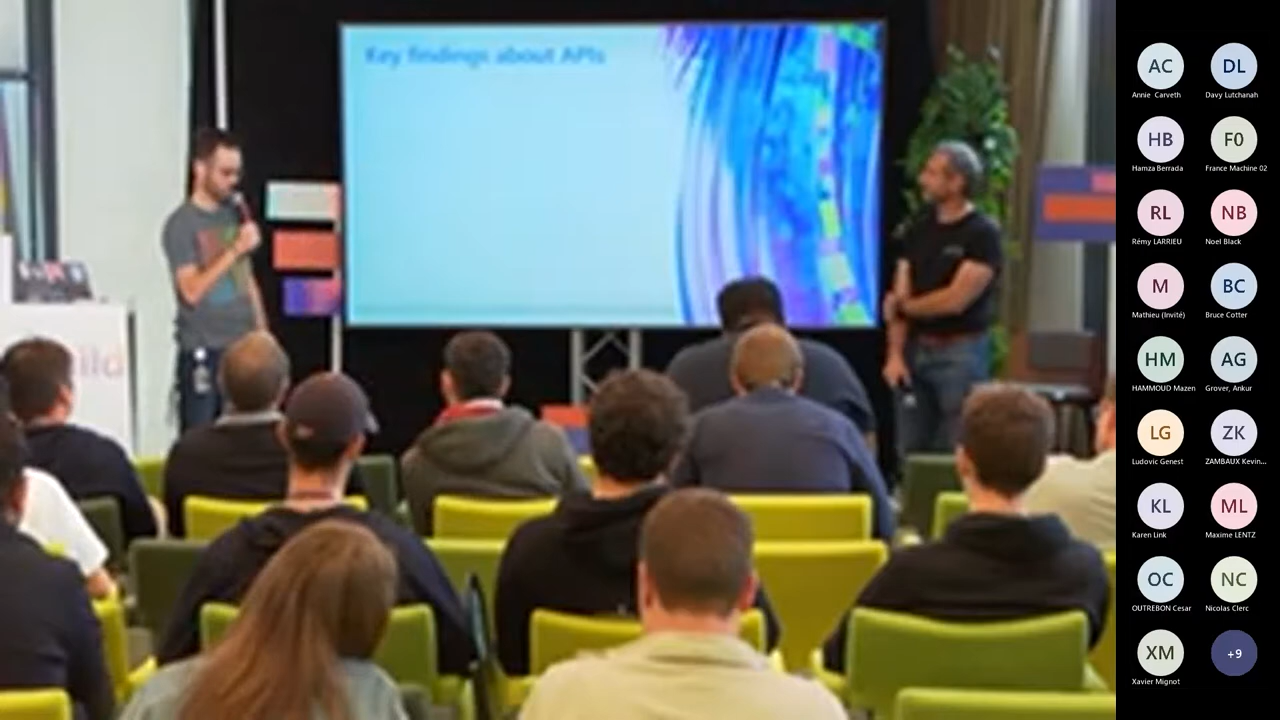 Key findings about APIs
ild
AC
DL
Annie Carveth
Davy Lutchanah
HB
F0
Hamza Berrada
France Machine 02
RL
NB
Rémy LARRIEU
Noel Black
M
BC
Mathieu (Invité)
Bruce Cotter
HM
AG
HAMMOUD Mazen
Grover, Ankur
LG
ZK
Ludovic Genest
ZAMBAUX Kevin...
KL
ML
Karen Link
Maxime LENTZ
OC
NC
OUTREBON Cesar
Nicolas Clerc
XM
+9
Xavier Mignot